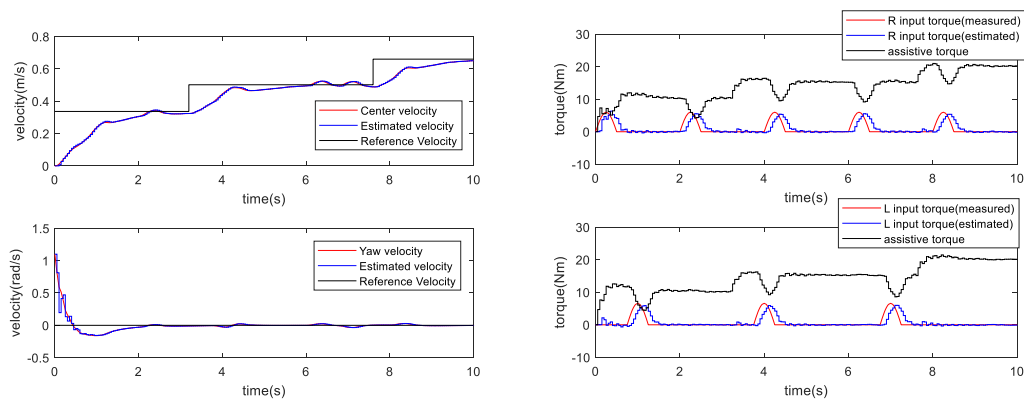 0.8
0.6
0.4
0.2
0
velocity(m/s)
Center velocity
Estimated velocity
Reference Velocity
0 2 4 6 8 10
time(s)
R input torque(measured)
R input torque(estimated)
assistive torque
30
20
10
0
-10
torque(Nm)
0 2 4 6 8 10
time(s)
1.5
1
0.5
0
-0.5
velocity(rad/s)
Yaw velocity
Estimated velocity
Reference Velocity
0 2 4 6 8 10
time(s)
L input torque(measured)
L input torque(estimated)
assistive torque
30
20
10
0
-10
torque(Nm)
0 2 4 6 8 10
time(s)